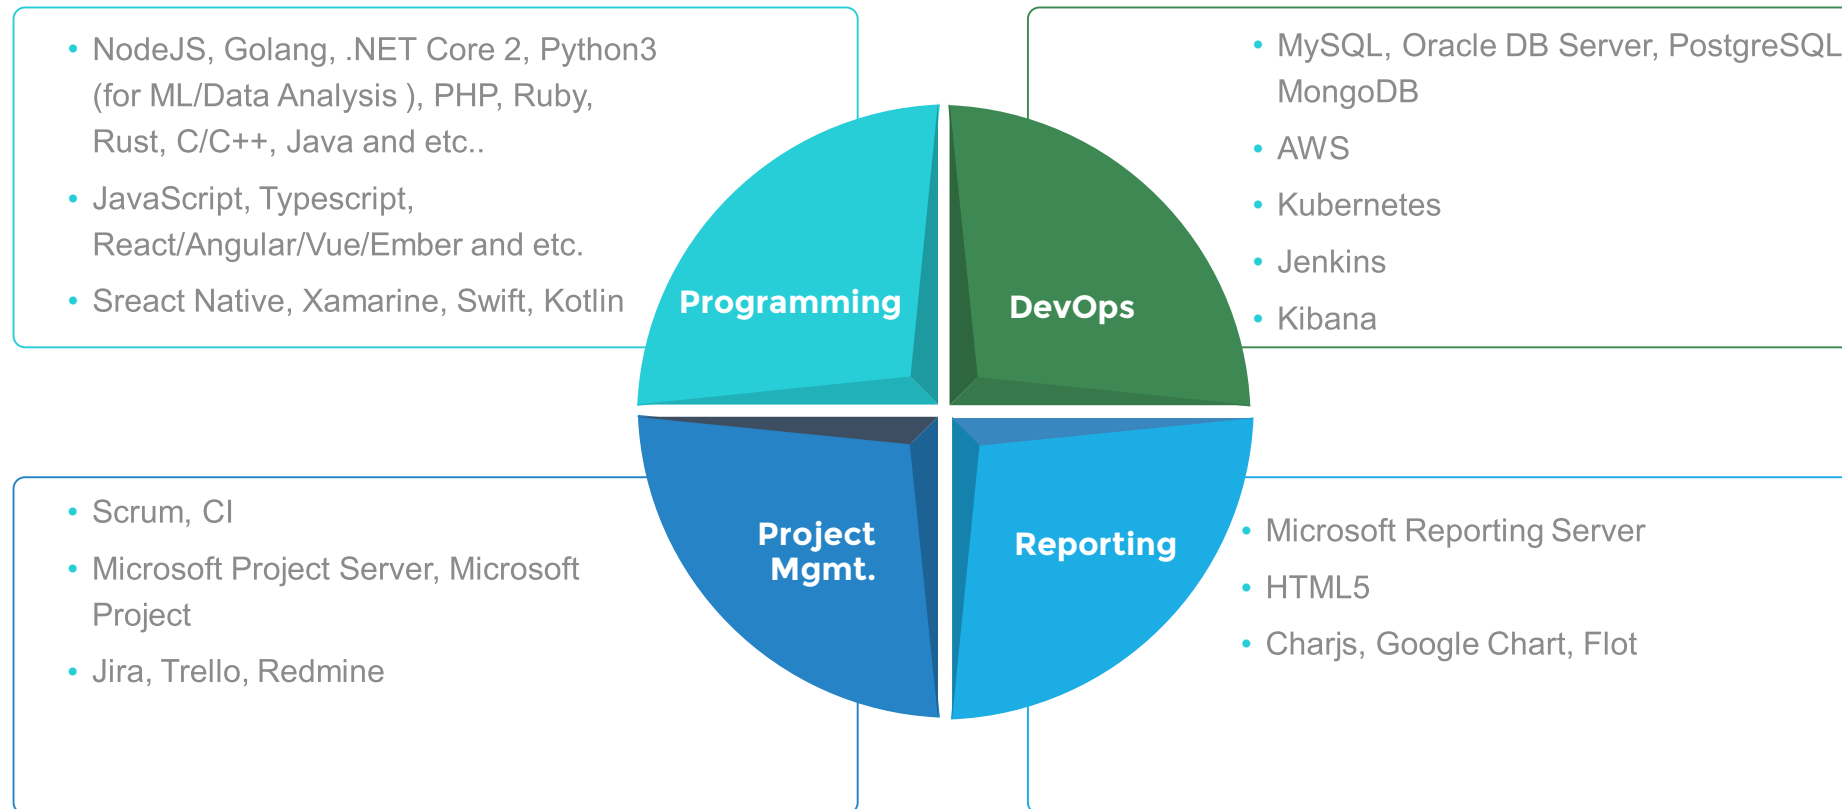 • NodeJS, Golang, .NET Core 2, Python3
(for ML/Data Analysis ), PHP, Ruby,
Rust, C/C++, Java and etc..
• JavaScript, Typescript,
React/Angular/Vue/Ember and etc.
• Sreact Native, Xamarine, Swift, Kotlin
Programming
• MySQL, Oracle DB Server, PostgreSQL
MongoDB
• AWS
• Kubernetes
• Jenkins
• Kibana
DevOps
• Scrum, CI
• Microsoft Project Server, Microsoft
Project
• Jira, Trello, Redmine
Project
Mgmt.
• Microsoft Reporting Server
• HTML5
• Charjs, Google Chart, Flot
Reporting